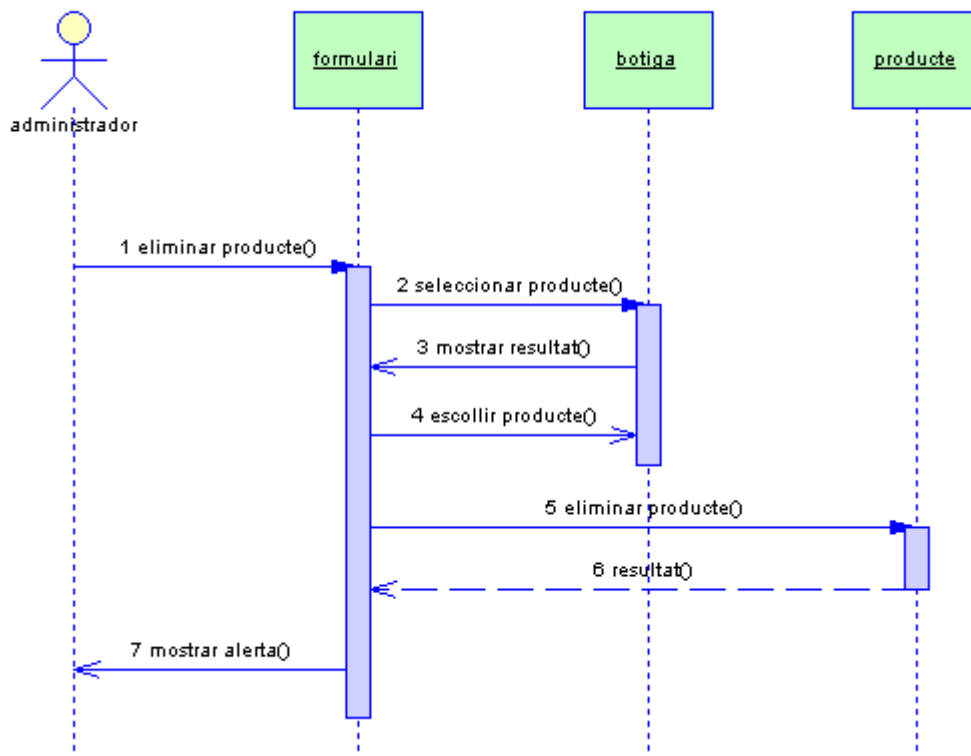 formulari
botiga
producte
administrador
1 eliminar producte()
2 seleccionar producte()
3 mostrar resultat()
4 escollir producte()
5 eliminar producte()
6 resultat()
7 mostrar alerta()